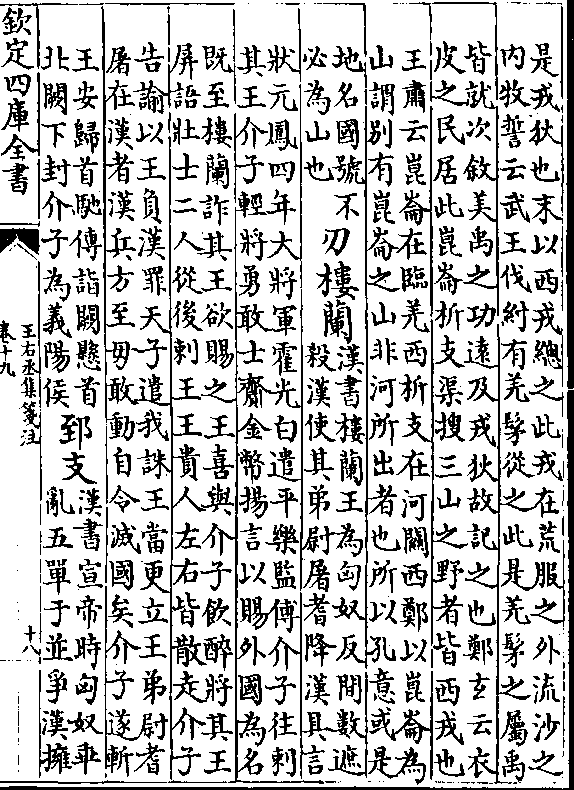 是戎狄也末以西戎總之此戎在荒服之外流沙之
內牧誓云武王伐紂有羌髳從之此是羌髳之屬禹
皆就次敘美禹之功遠及戎狄故記之也鄭玄云衣
皮之民居此崑崙析支渠搜三山之野者皆西戎也
王肅云崑崙在臨羌西析支在河關西鄭以崑崙為
山謂別有崑崙之山非河所出者也所以孔意或是
地名國號不
必為山也
刃樓蘭
漢書樓蘭王為匈奴反間數遮
殺漢使其弟尉屠耆降漢具言
狀元鳳四年大將軍霍光白遣平樂監傅介子往刺
其王介子輕將勇敢士齎金幣揚言以賜外國為名
既至樓蘭詐其王欲賜之王喜與介子飲醉將其王
屏語壯士二人從後刺王王貴人左右皆散走介子
告諭以王負漢罪天子遣我誅王當更立王弟尉耆
屠在漢者漢兵方至毋敢動自令滅國矣介子遂斬
王安歸首馳傳詣闕懸首
北闕下封介子為義陽侯
郅支
漢書宣帝時匈奴乖
亂五單于並爭漢擁
欽定四庫全書
王右丞集箋注
卷十九
十八